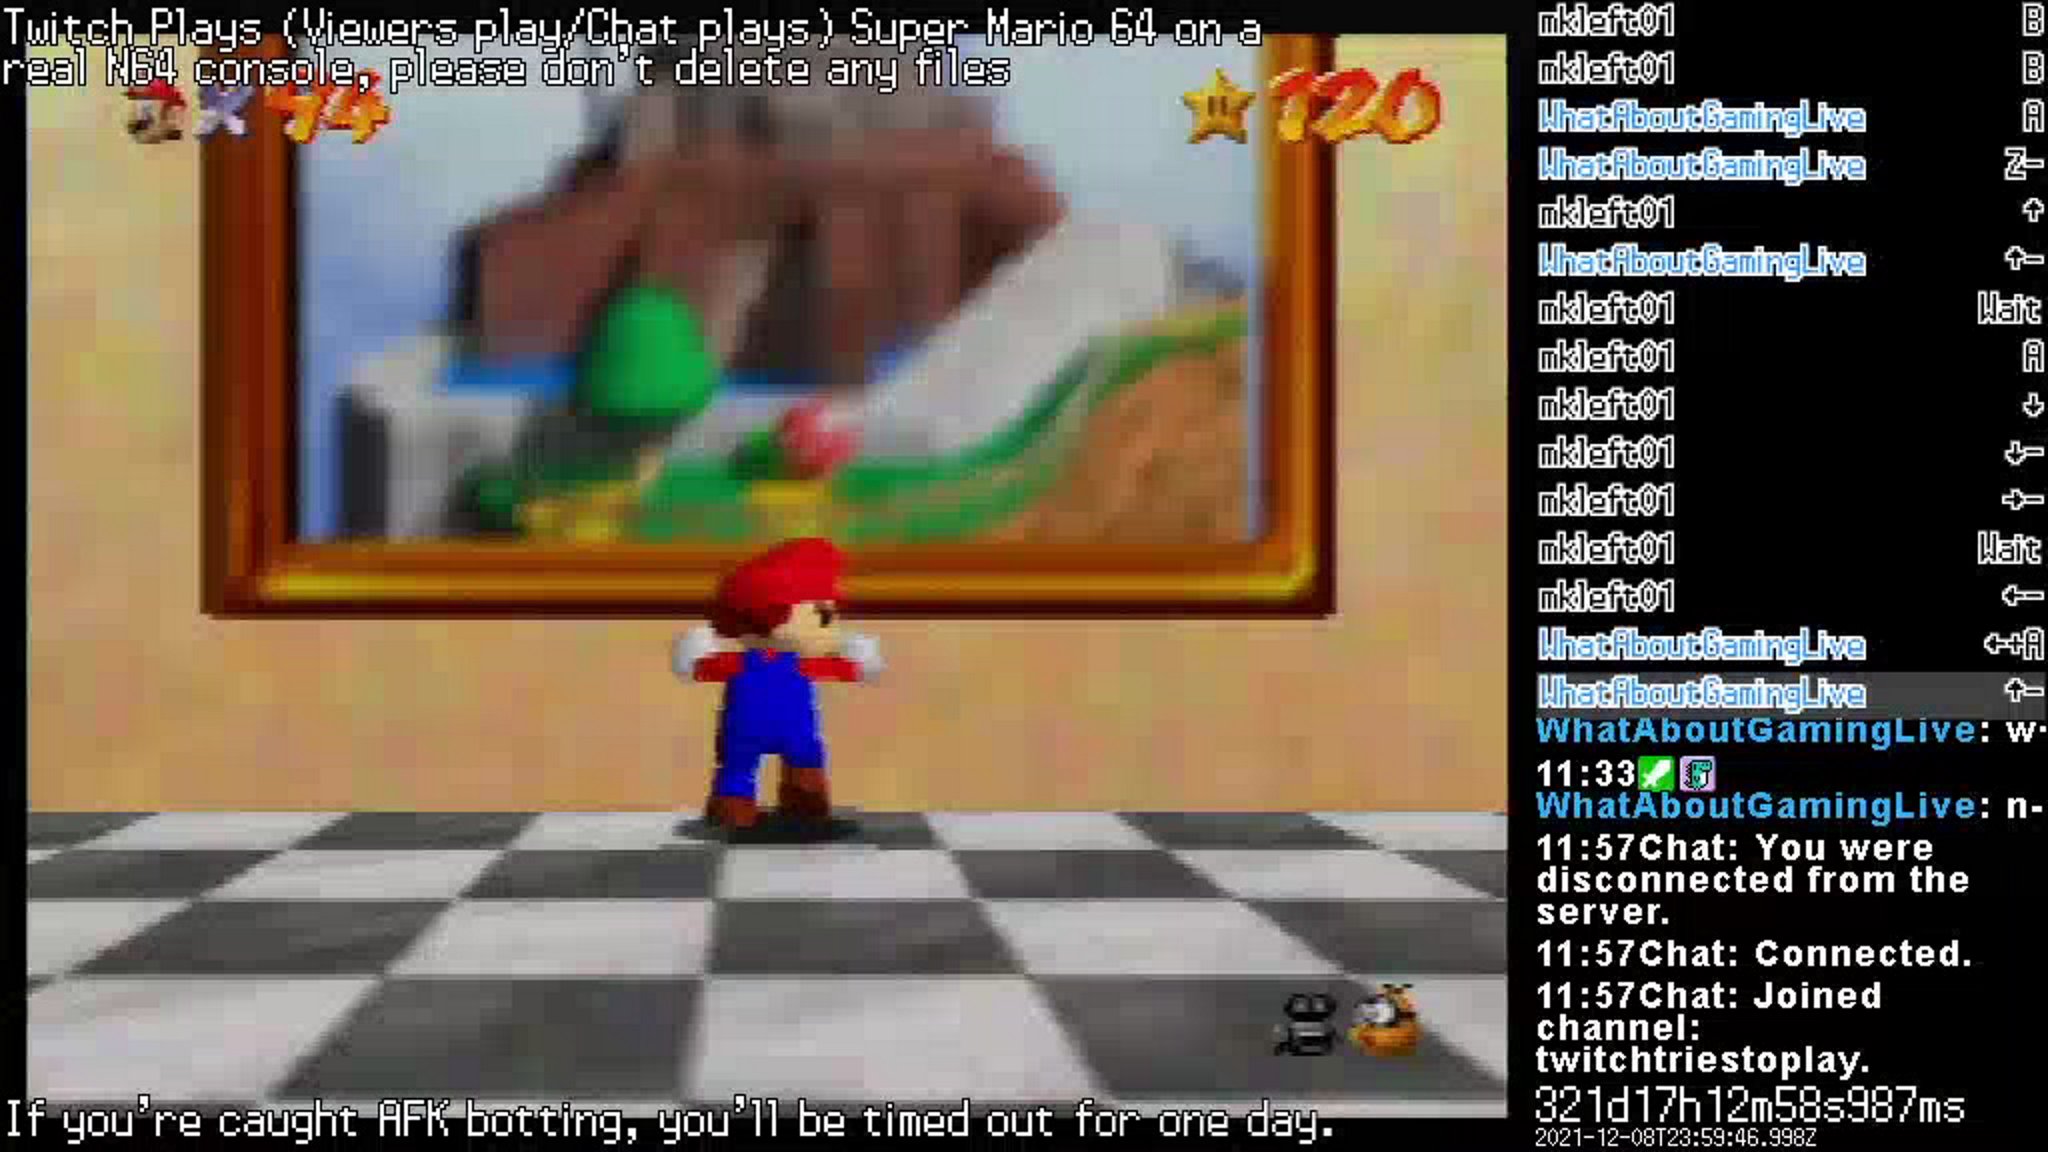 Twitch Plays (Viewers play/Chat plays) Super Mario 64 on a
real N64 console, please don't delete any files
120
mkleft01 B
mkleft01 B
WhatAboutGamingLive A
WhatAboutGamingLive Z-
mkleft01 ↑
WhatAboutGamingLive ↑-
mkleft01 Wait
mkleft01 A
mkleft01 ↓
mkleft01 ↓-
mkleft01 →-
mkleft01 Wait
mkleft01 ←-
WhatAboutGamingLive ←+A
WhatAboutGamingLive ↑-
WhatAboutGamingLive: w-
11:33
WhatAboutGamingLive: n-
11:57Chat: You were
disconnected from the
server.
11:57Chat: Connected.
11:57Chat: Joined
channel:
twitchtriestoplay.
321d17h12m58s987ms
2021-12-08T23:59:46.998Z
If you're caught AFK botting, you'll be timed out for one day.